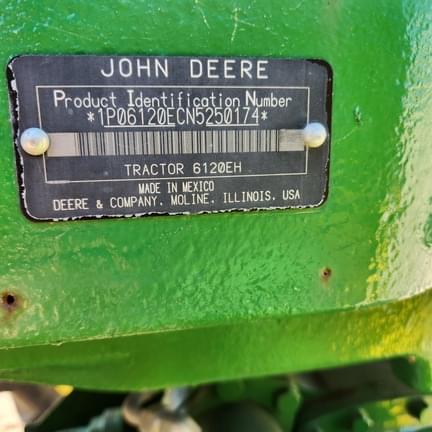 JOHN DEERE
Product Identification Number
*1P06120ECN5250174*
TRACTOR 6120EH
MADE IN MEXICO
DEERE & COMPANY, MOLINE, ILLINOIS, USA